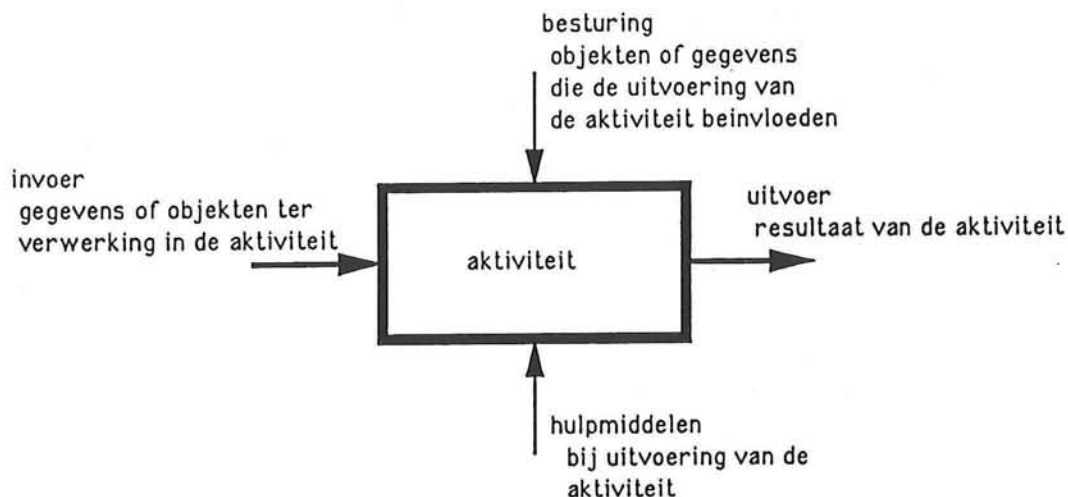 besturing
objekten of gegevens
die de uitvoering van
de aktiviteit beinvloeden
invoer
gegevens of objekten ter
verwerking in de aktiviteit
aktiviteit
uitvoer
resultaat van de aktiviteit
hulpmiddelen
bij uitvoering van de
aktiviteit